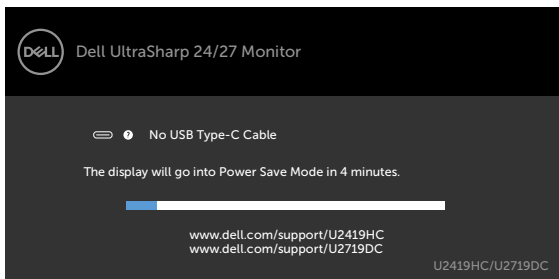 DELL
Dell UltraSharp 24/27 Monitor
? No USB Type-C Cable
The display will go into Power Save Mode in 4 minutes.
www.dell.com/support/U2419HC
www.dell.com/support/U2719DC
U2419HC/U2719DC